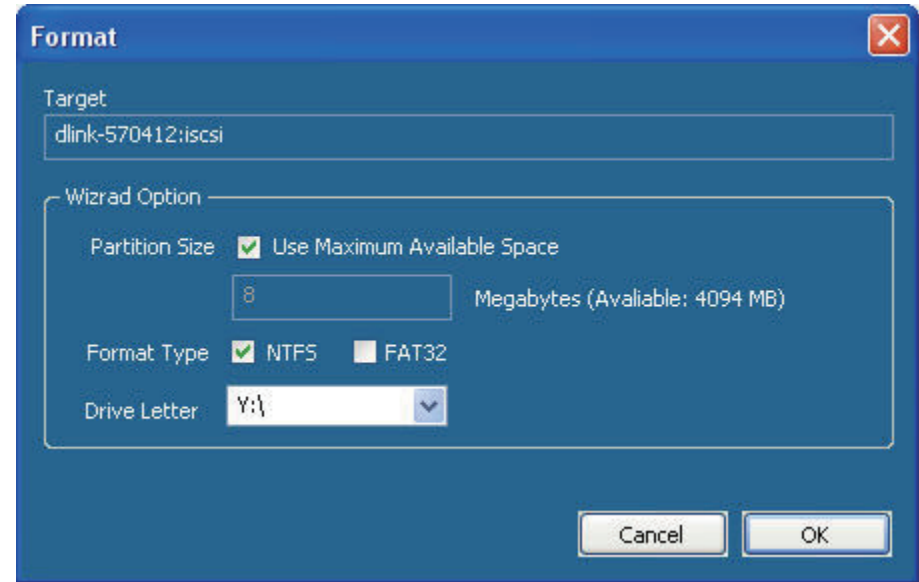 Format
Target
dlink-570412:iscsi
Wizrad Option
Partition Size Use Maximum Available Space
8 Megabytes (Avaliable: 4094 MB)
Format Type NTFS FAT32
Drive Letter Y:\
Cancel OK